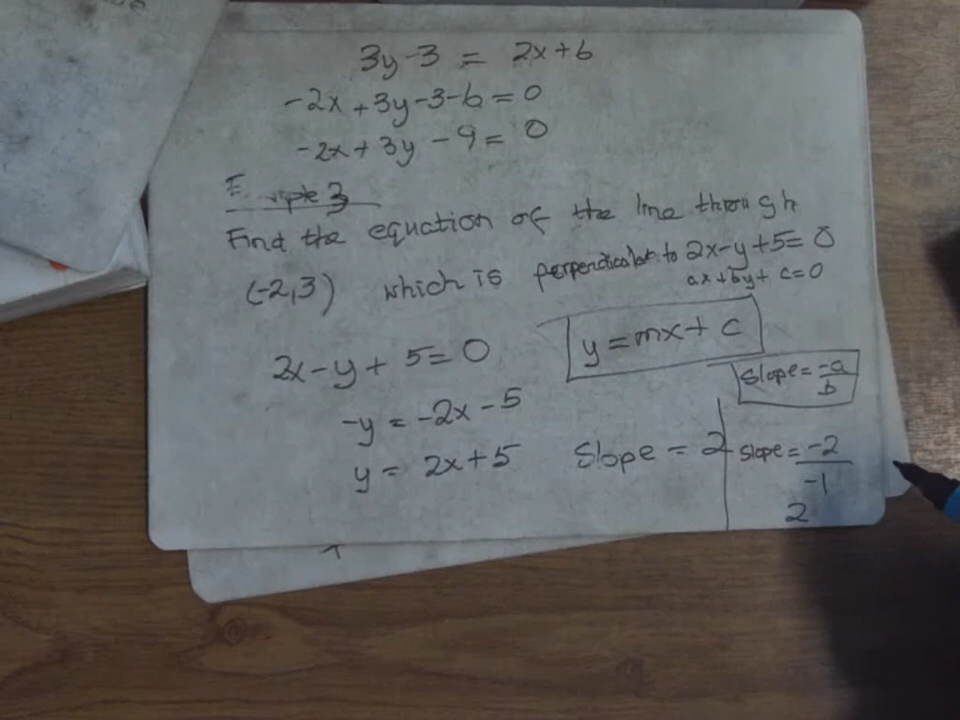 3y-3 = 2x+6
-2x+3y-3-6=0
-2x+3y-9=0
3
Find the equation of the line through
(-2,3) which is perpendicular to 2x-y+5=0
ax+by+c=0
2x-y+5=0
y=mx+c
Slope=-a/b
-y=-2x-5
y=2x+5 Slope=2
Slope=-2/-1
2